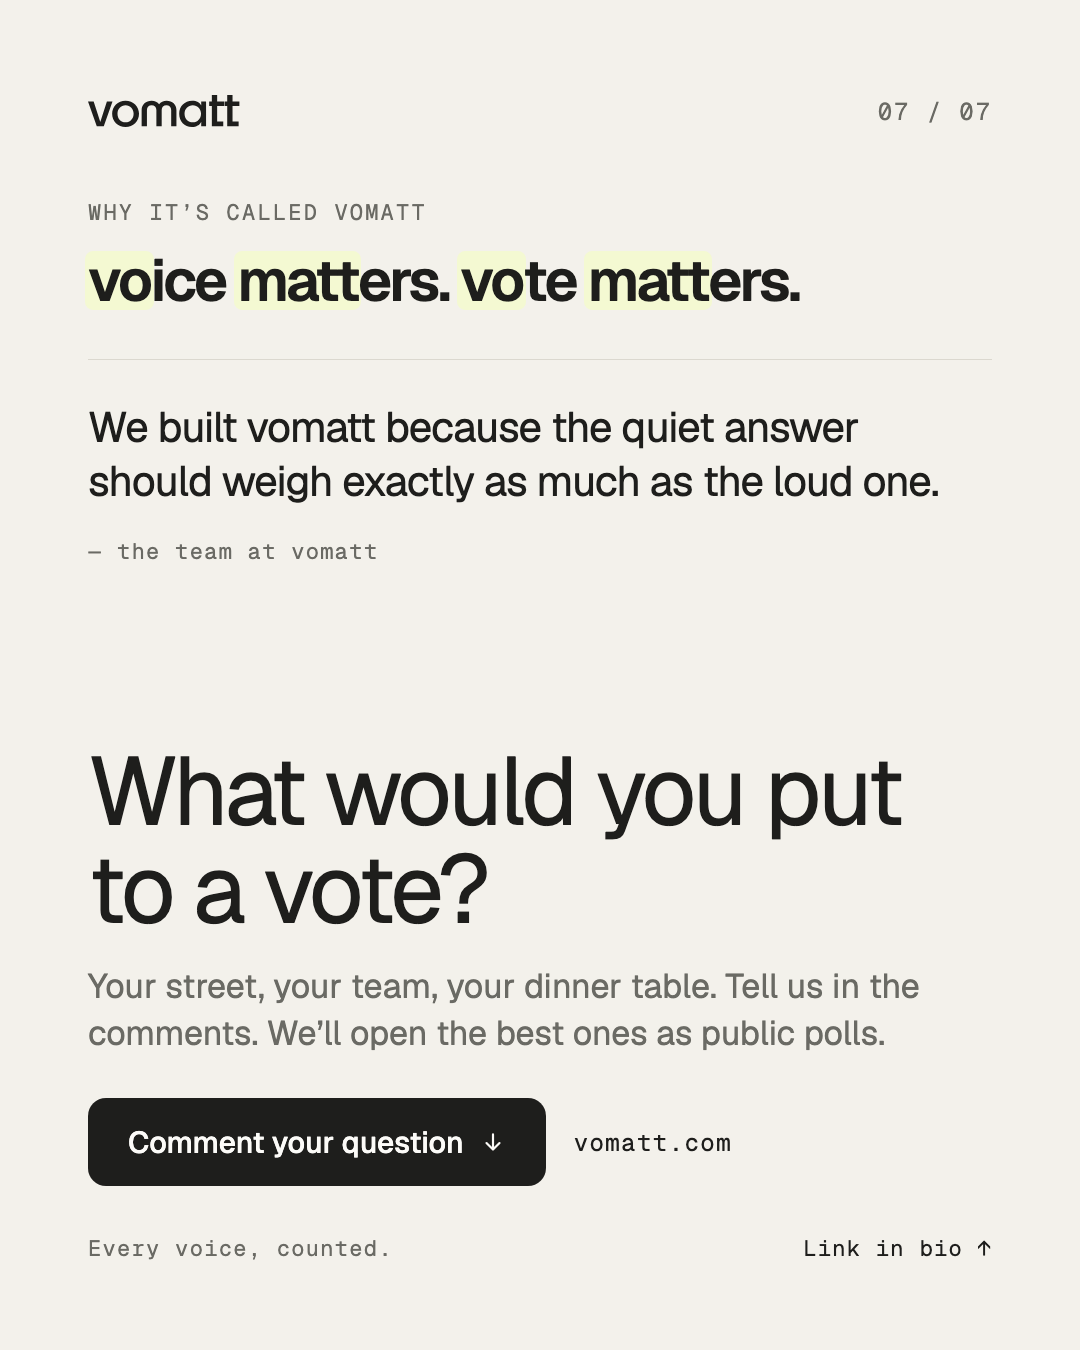 vomatt
07 / 07
WHY IT’S CALLED VOMATT
voice matters. vote matters.
We built vomatt because the quiet answer
should weigh exactly as much as the loud one.
– the team at vomatt
What would you put
to a vote?
Your street, your team, your dinner table. Tell us in the
comments. We’ll open the best ones as public polls.
Comment your question ↓
vomatt.com
Every voice, counted.
Link in bio ↑